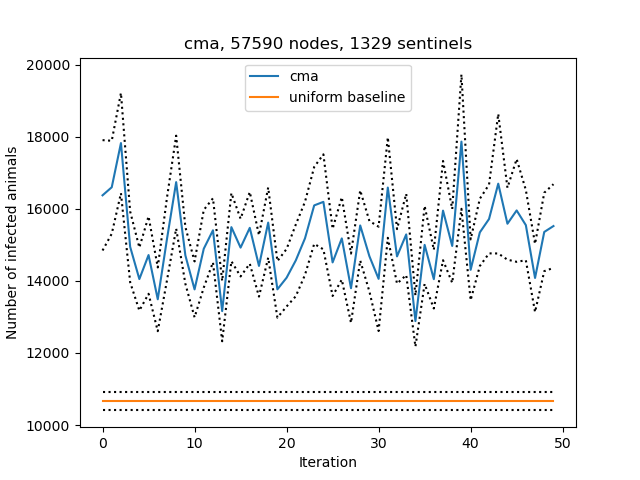 cma, 57590 nodes, 1329 sentinels
cma
uniform baseline
Number of infected animals
20000
18000
16000
14000
12000
10000
0
10
20
30
40
50
Iteration